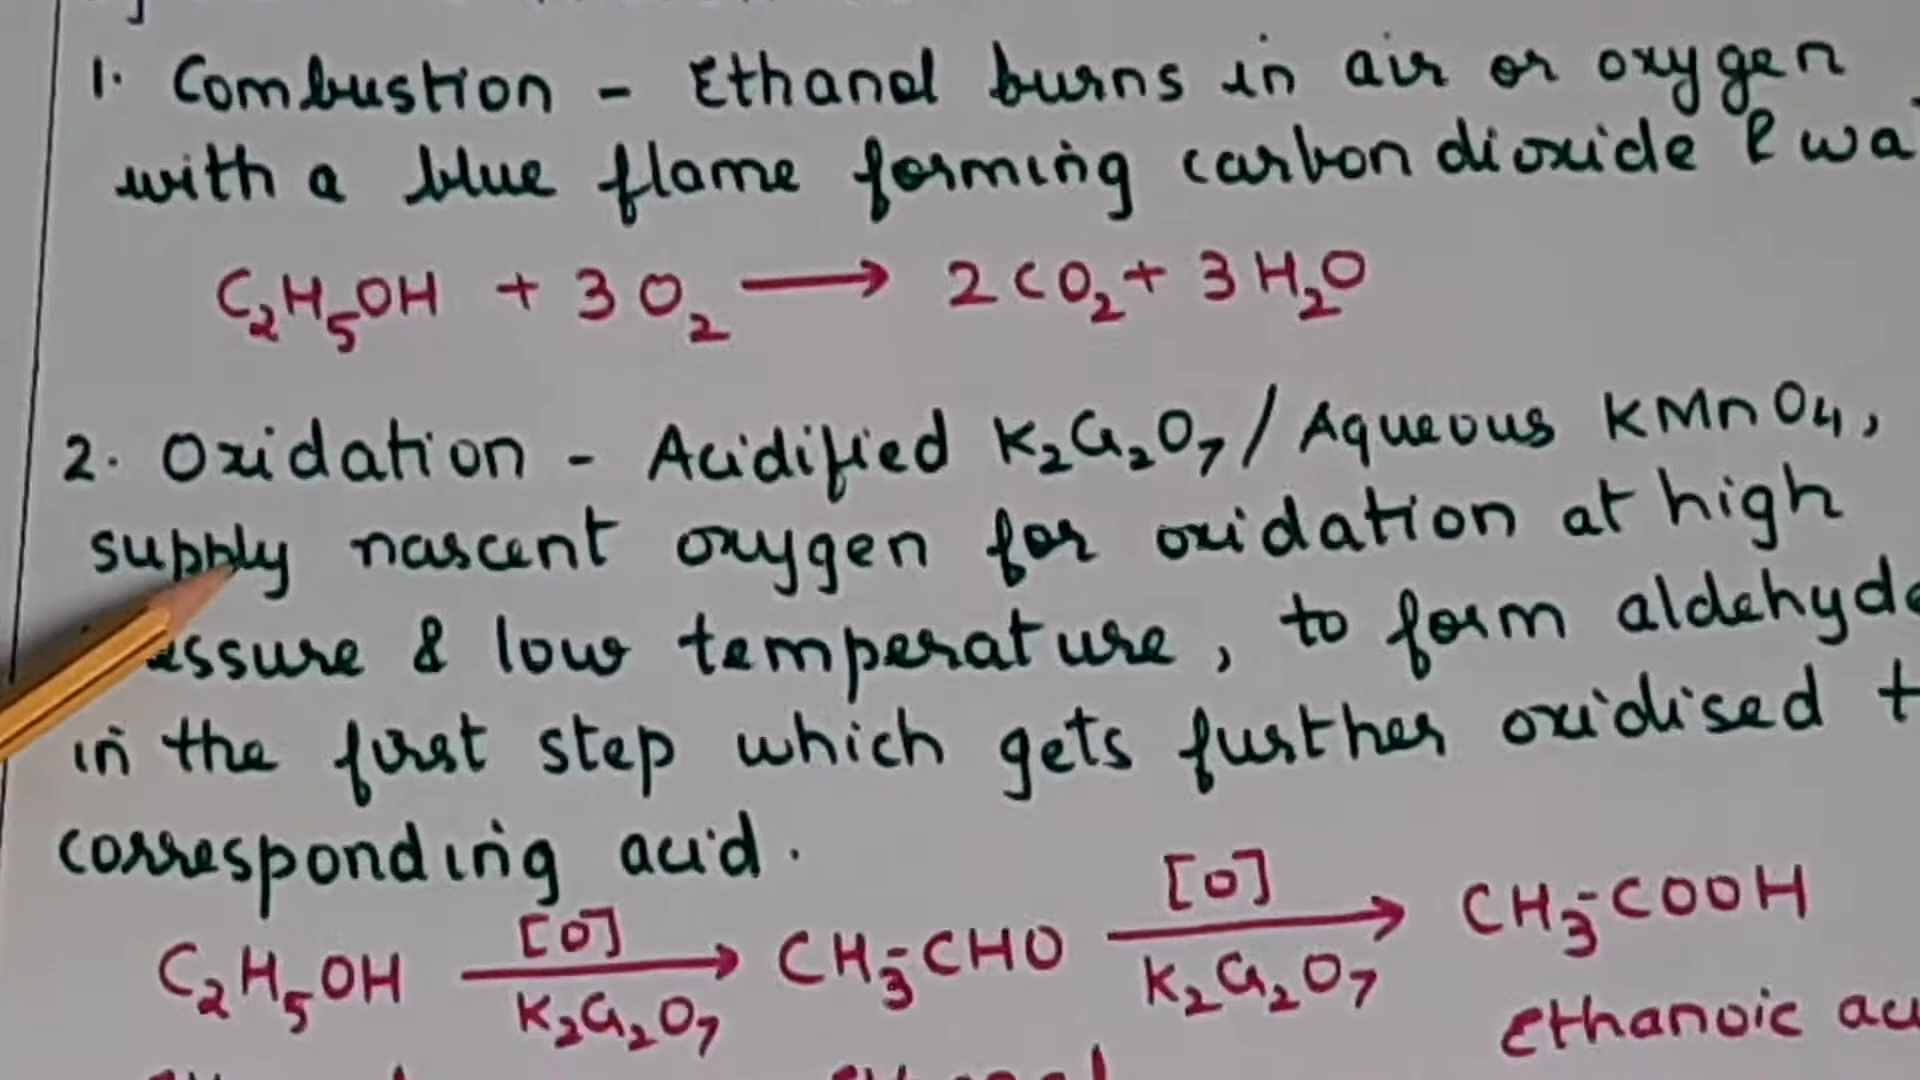 1. Combustion - Ethanol burns in air or oxygen
with a blue flame forming carbon dioxide & wa
C₂H₅OH + 3O₂ ⟶ 2CO₂ + 3H₂O
2. Oxidation - Acidified K₂Cr₂O₇ / Aqueous KMnO₄,
supply nascent oxygen for oxidation at high
essure & low temperature, to form aldehyde
in the first step which gets further oxidised t
corresponding acid.
C₂H₅OH [O] ⟶ K₂Cr₂O₇ CH₃-CHO [O] ⟶ K₂Cr₂O₇ CH₃-COOH
ethanoic ac